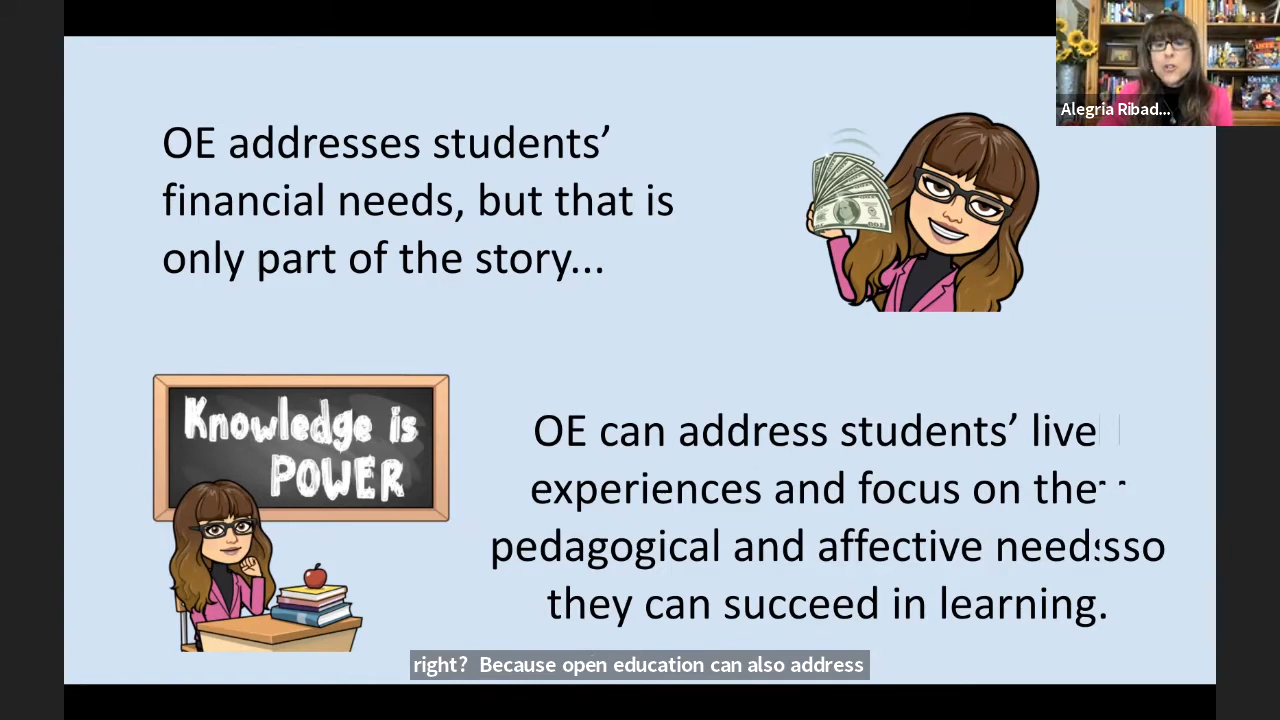 OE addresses students’
financial needs, but that is
only part of the story...
Alegria Ribad...
Knowledge is
POWER
OE can address students’ live
experiences and focus on the
pedagogical and affective needs so
they can succeed in learning.
right? Because open education can also address